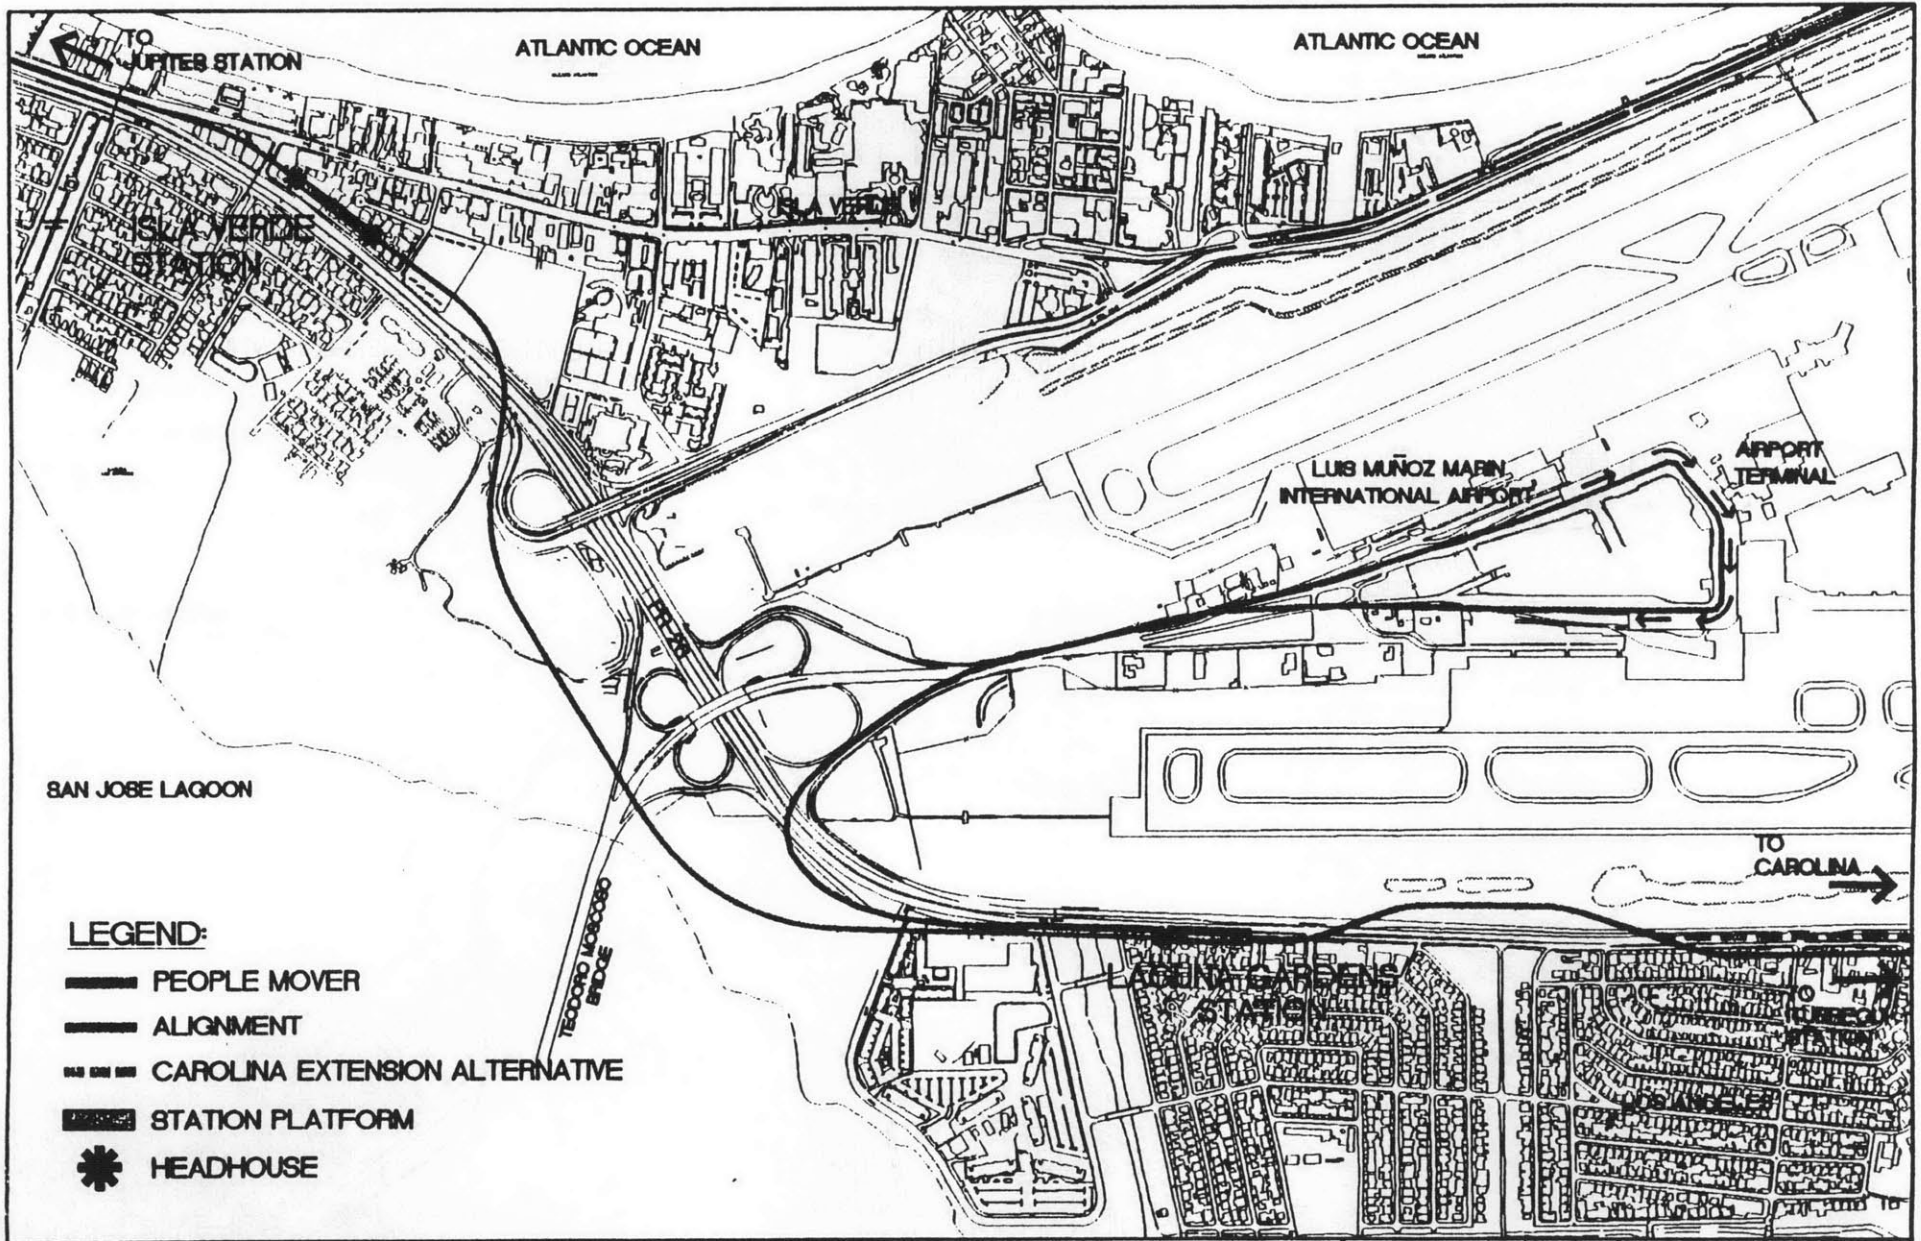 TO
JUPITER STATION
ATLANTIC OCEAN
ATLANTIC OCEAN
ISLA VERDE
STATION
ISLA VERDE
LUIS MUÑOZ MARIN
INTERNATIONAL AIRPORT
AIRPORT
TERMINAL
SAN JOSE LAGOON
TEODORO MOSCOSO
BRIDGE
TO
CAROLINA
LAGUNA GARDENS
STATION
TO
STATION
LOS ANGELES
LEGEND:
PEOPLE MOVER
ALIGNMENT
CAROLINA EXTENSION ALTERNATIVE
STATION PLATFORM
HEADHOUSE